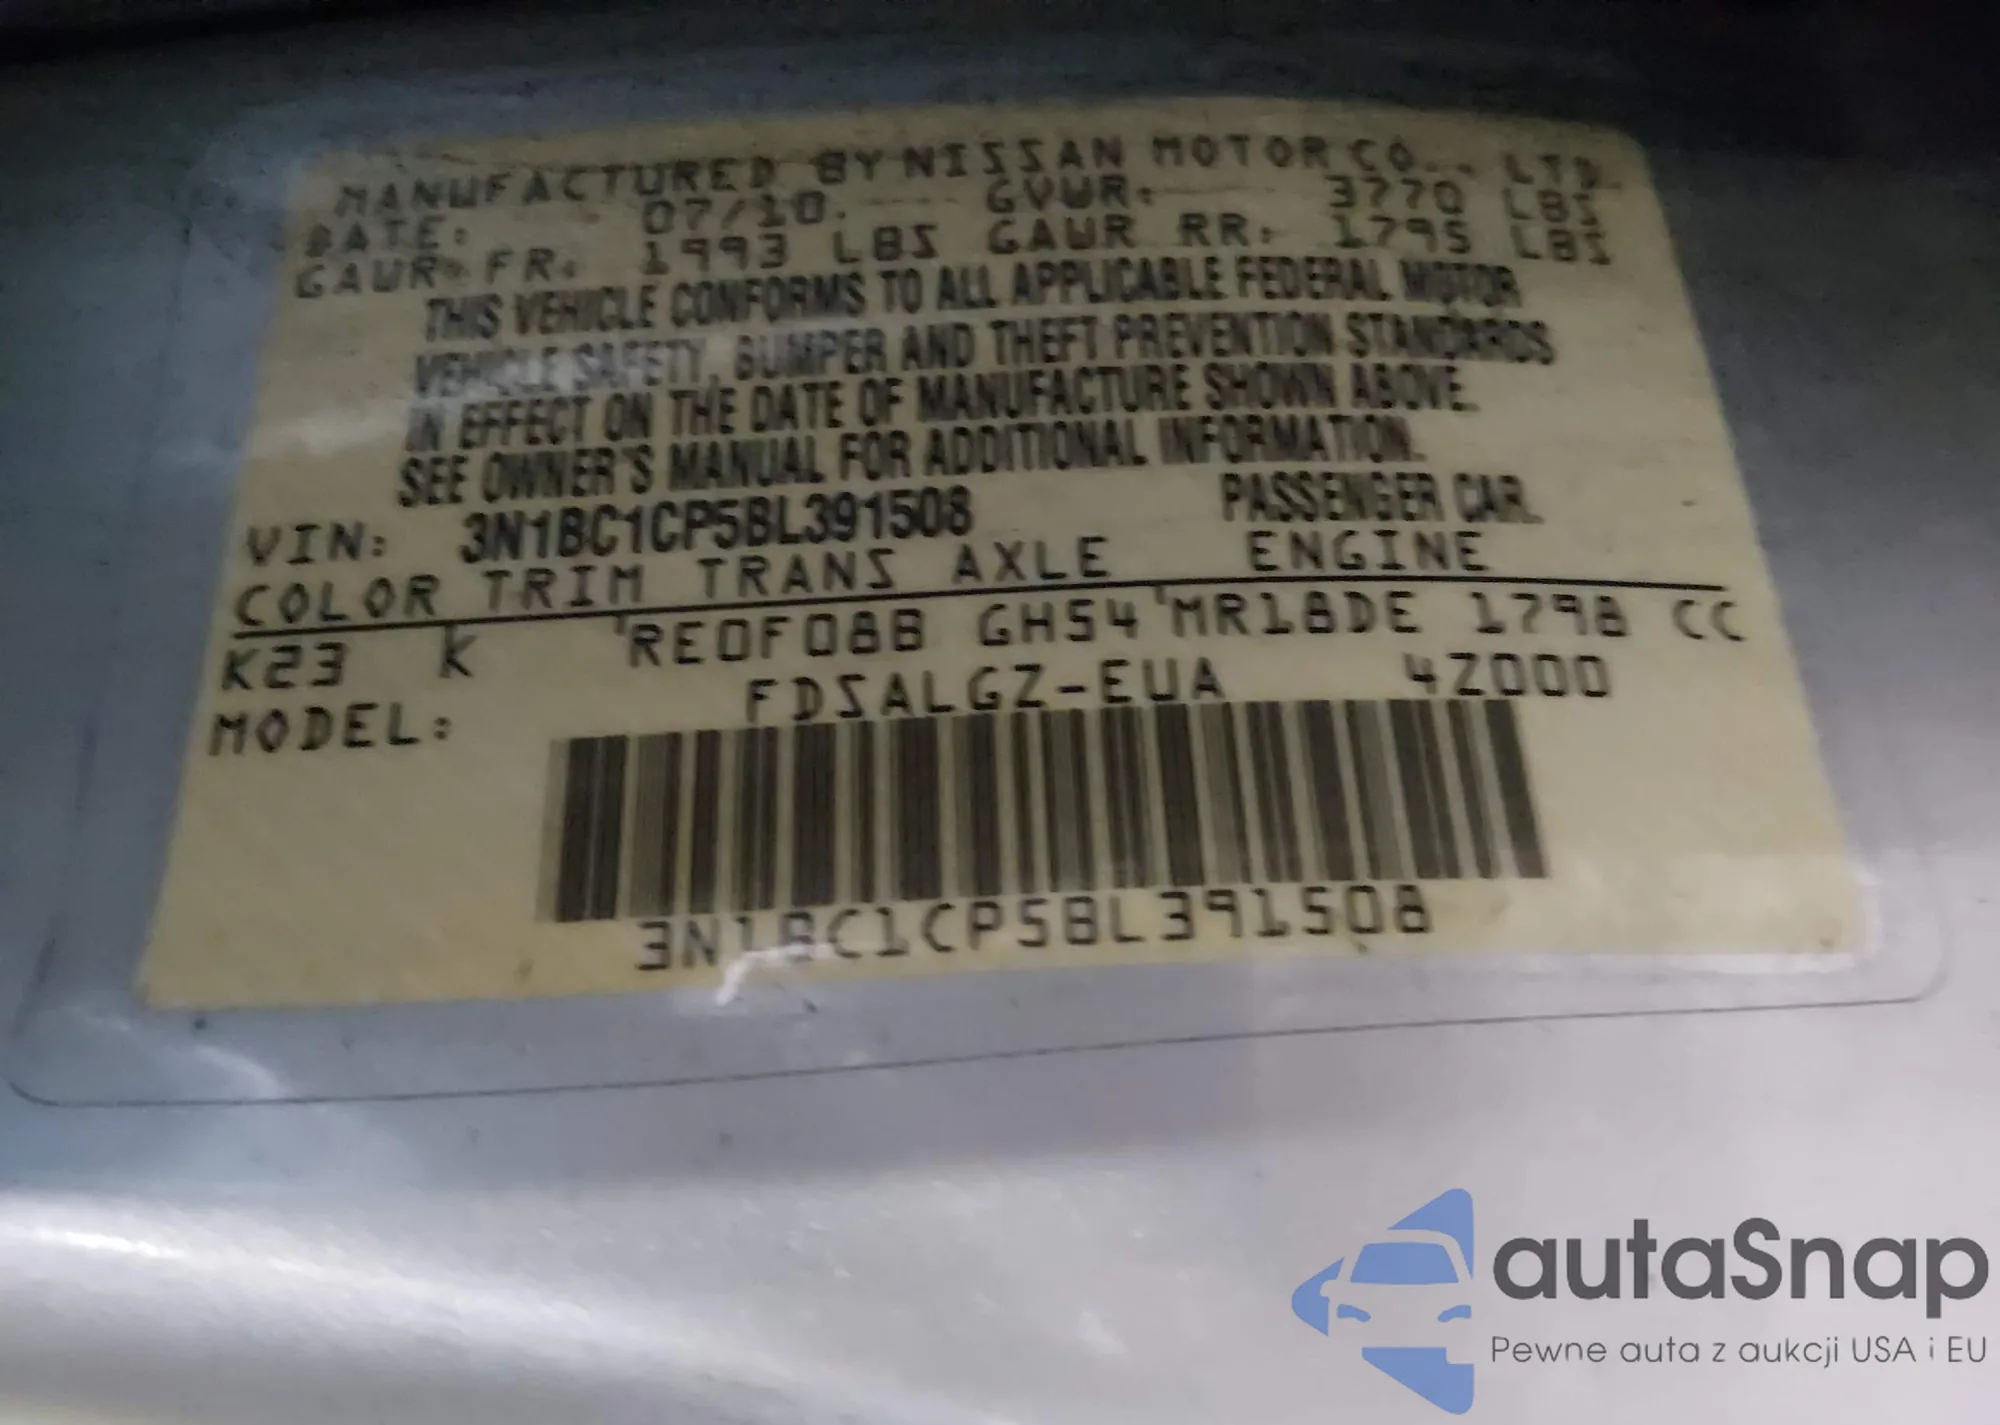 MANUFACTURED BY NISSAN MOTOR CO., LTD.
DATE: 07/10 GVWR: 3770 LBS
GAWR FR: 1993 LBS GAWR RR: 1795 LBS
THIS VEHICLE CONFORMS TO ALL APPLICABLE FEDERAL MOTOR
VEHICLE SAFETY, BUMPER AND THEFT PREVENTION STANDARDS
IN EFFECT ON THE DATE OF MANUFACTURE SHOWN ABOVE.
SEE OWNER'S MANUAL FOR ADDITIONAL INFORMATION.
VIN: 3N1BC1CP5BL391508 PASSENGER CAR.
COLOR TRIM TRANS AXLE ENGINE
K23 K RE0F08B GH54 MR18DE 1798 CC
MODEL: FDSALGZ-EUA 4Z000
3N1BC1CP5BL391508
autaSnap
Pewne auta z aukcji USA i EU